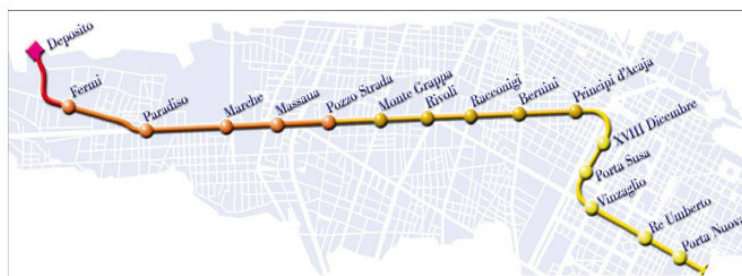 Deposito
Fermi
Paradiso
Marche
Massaua
Pozzo Strada
Monte Grappa
Rivoli
Racconigi
Bernini
Principi d'Acaja
XVIII Dicembre
Porta Susa
Vinzaglio
Re Umberto
Porta Nuova